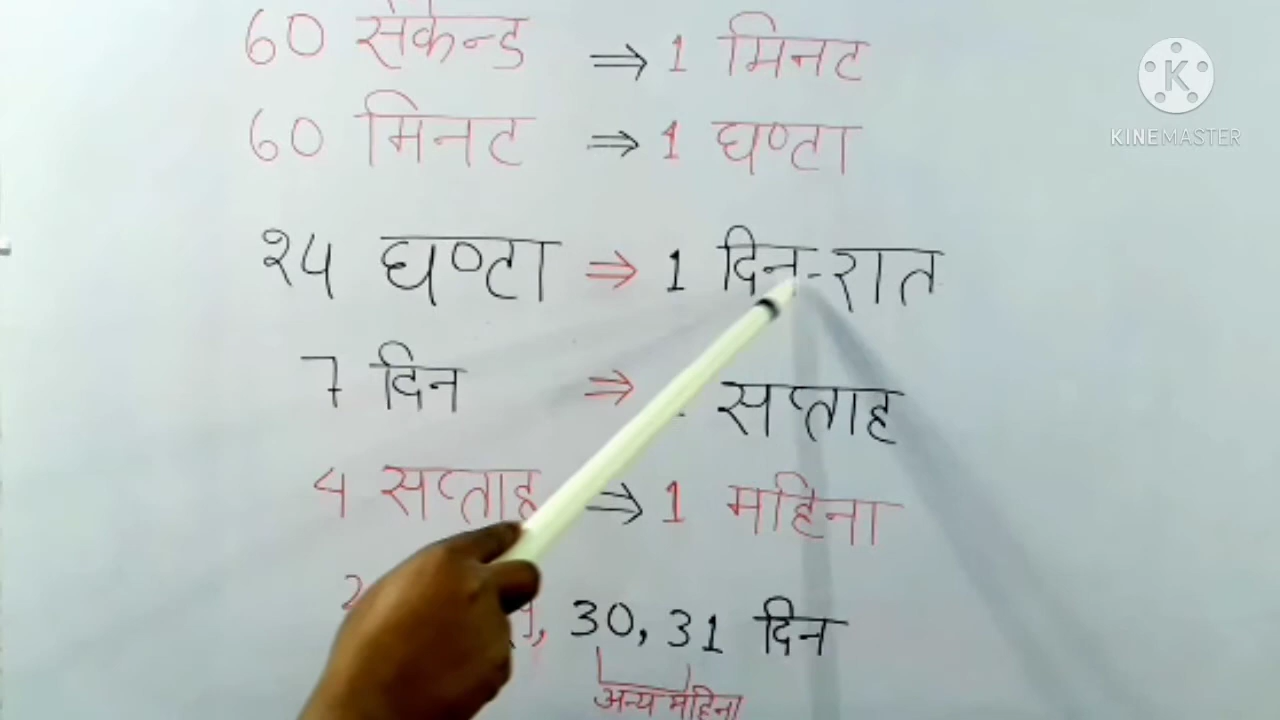 60 सेकेन्ड ⇒ 1 मिनट
60 मिनट ⇒ 1 घण्टा
२4 घण्टा ⇒ 1 दिन-रात
7 दिन ⇒ सप्ताह
4 सप्ताह ⇒ 1 महिना
30, 31 दिन
अन्य महिना
KINEMASTER